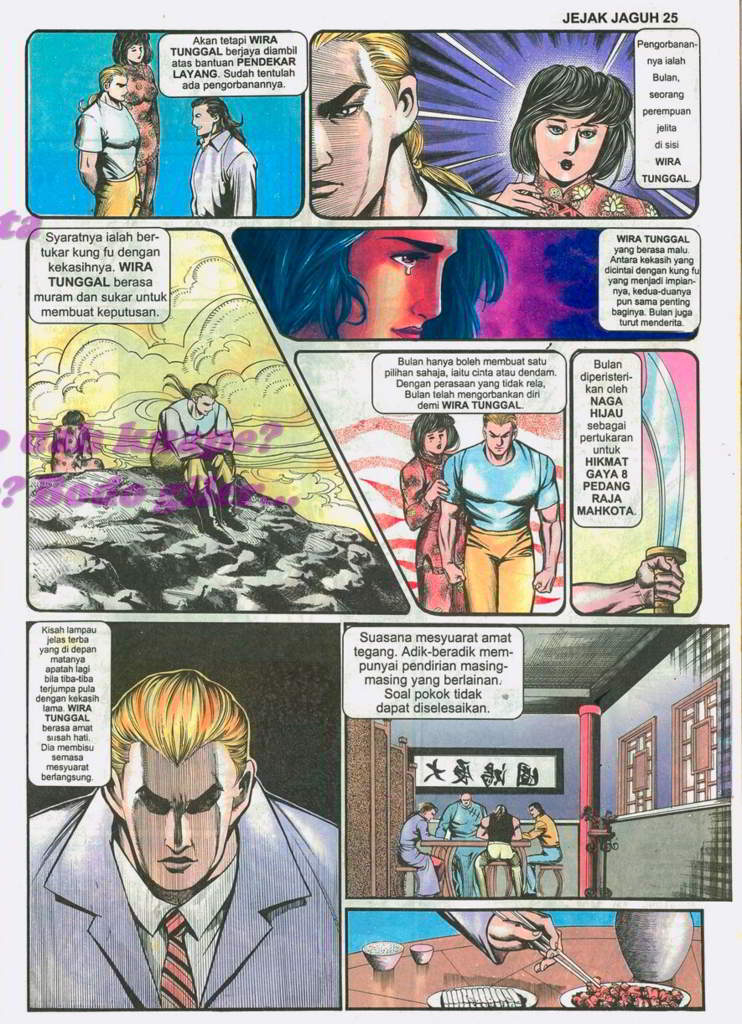 JEJAK JAGUH 25
Akan tetapi WIRA
TUNGGAL berjaya diambil
atas bantuan PENDEKAR
LAYANG. Sudah tentulah
ada pengorbanannya.
Pengorbanan-
nya ialah
Bulan,
seorang
perempuan
jelita
di sisi
WIRA
TUNGGAL.
Syaratnya ialah ber-
tukar kung fu dengan
kekasihnya. WIRA
TUNGGAL berasa
muram dan sukar untuk
membuat keputusan.
WIRA TUNGGAL
yang berasa malu.
Antara kekasih yang
dicintai dengan kung fu
yang menjadi impian-
nya, kedua-duanya
pun sama penting
baginya. Bulan juga
turut menderita.
Bulan hanya boleh membuat satu
pilihan sahaja, iaitu cinta atau dendam.
Dengan perasaan yang tidak rela,
Bulan telah mengorbankan diri
demi WIRA TUNGGAL.
Bulan
diperisteri-
kan oleh
NAGA
HIJAU
sebagai
pertukaran
untuk
HIKMAT
GAYA 8
PEDANG
RAJA
MAHKOTA.
Kisah lampau
jelas terba
yang di depan
matanya
apatah lagi
bila tiba-tiba
terjumpa pula
dengan kekasih
lama. WIRA
TUNGGAL
berasa amat
susah hati.
Dia membisu
semasa
mesyuarat
berlangsung.
Suasana mesyuarat amat
tegang. Adik-beradik mem-
punyai pendirian masing-
masing yang berlainan.
Soal pokok tidak
dapat diselesaikan.